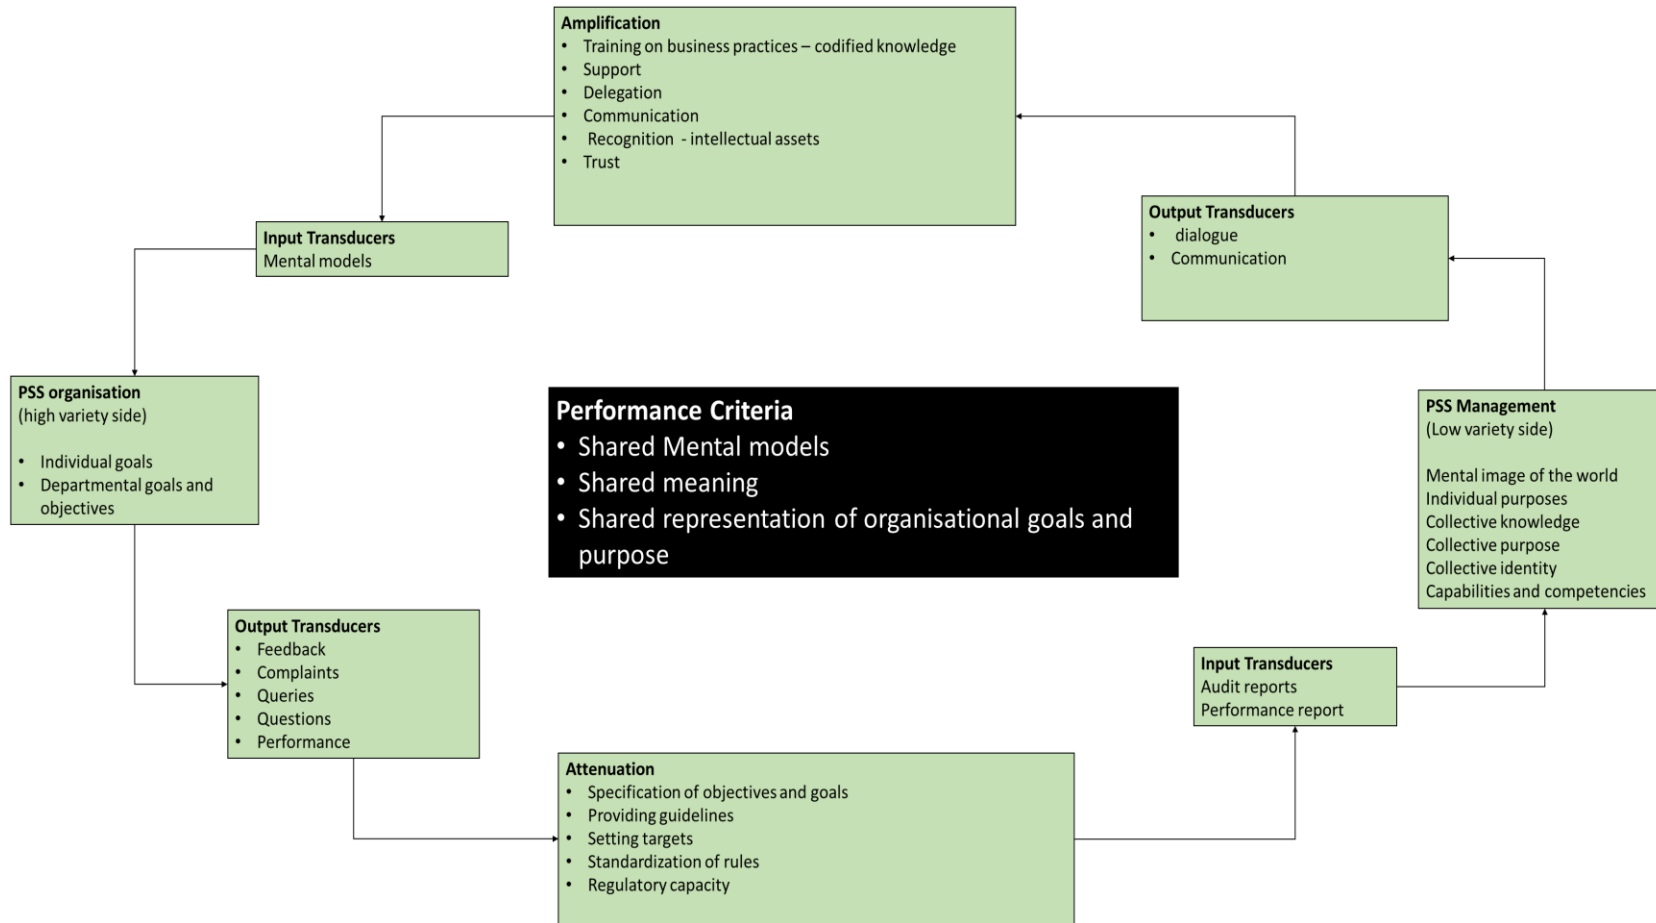 Amplification
• Training on business practices – codified knowledge
• Support
• Delegation
• Communication
• Recognition - intellectual assets
• Trust
Output Transducers
• dialogue
• Communication
Input Transducers
Mental models
PSS organisation
(high variety side)
• Individual goals
• Departmental goals and
objectives
Performance Criteria
• Shared Mental models
• Shared meaning
• Shared representation of organisational goals and
purpose
PSS Management
(Low variety side)
Mental image of the world
Individual purposes
Collective knowledge
Collective purpose
Collective identity
Capabilities and competencies
Output Transducers
• Feedback
• Complaints
• Queries
• Questions
• Performance
Input Transducers
Audit reports
Performance report
Attenuation
• Specification of objectives and goals
• Providing guidelines
• Setting targets
• Standardization of rules
• Regulatory capacity